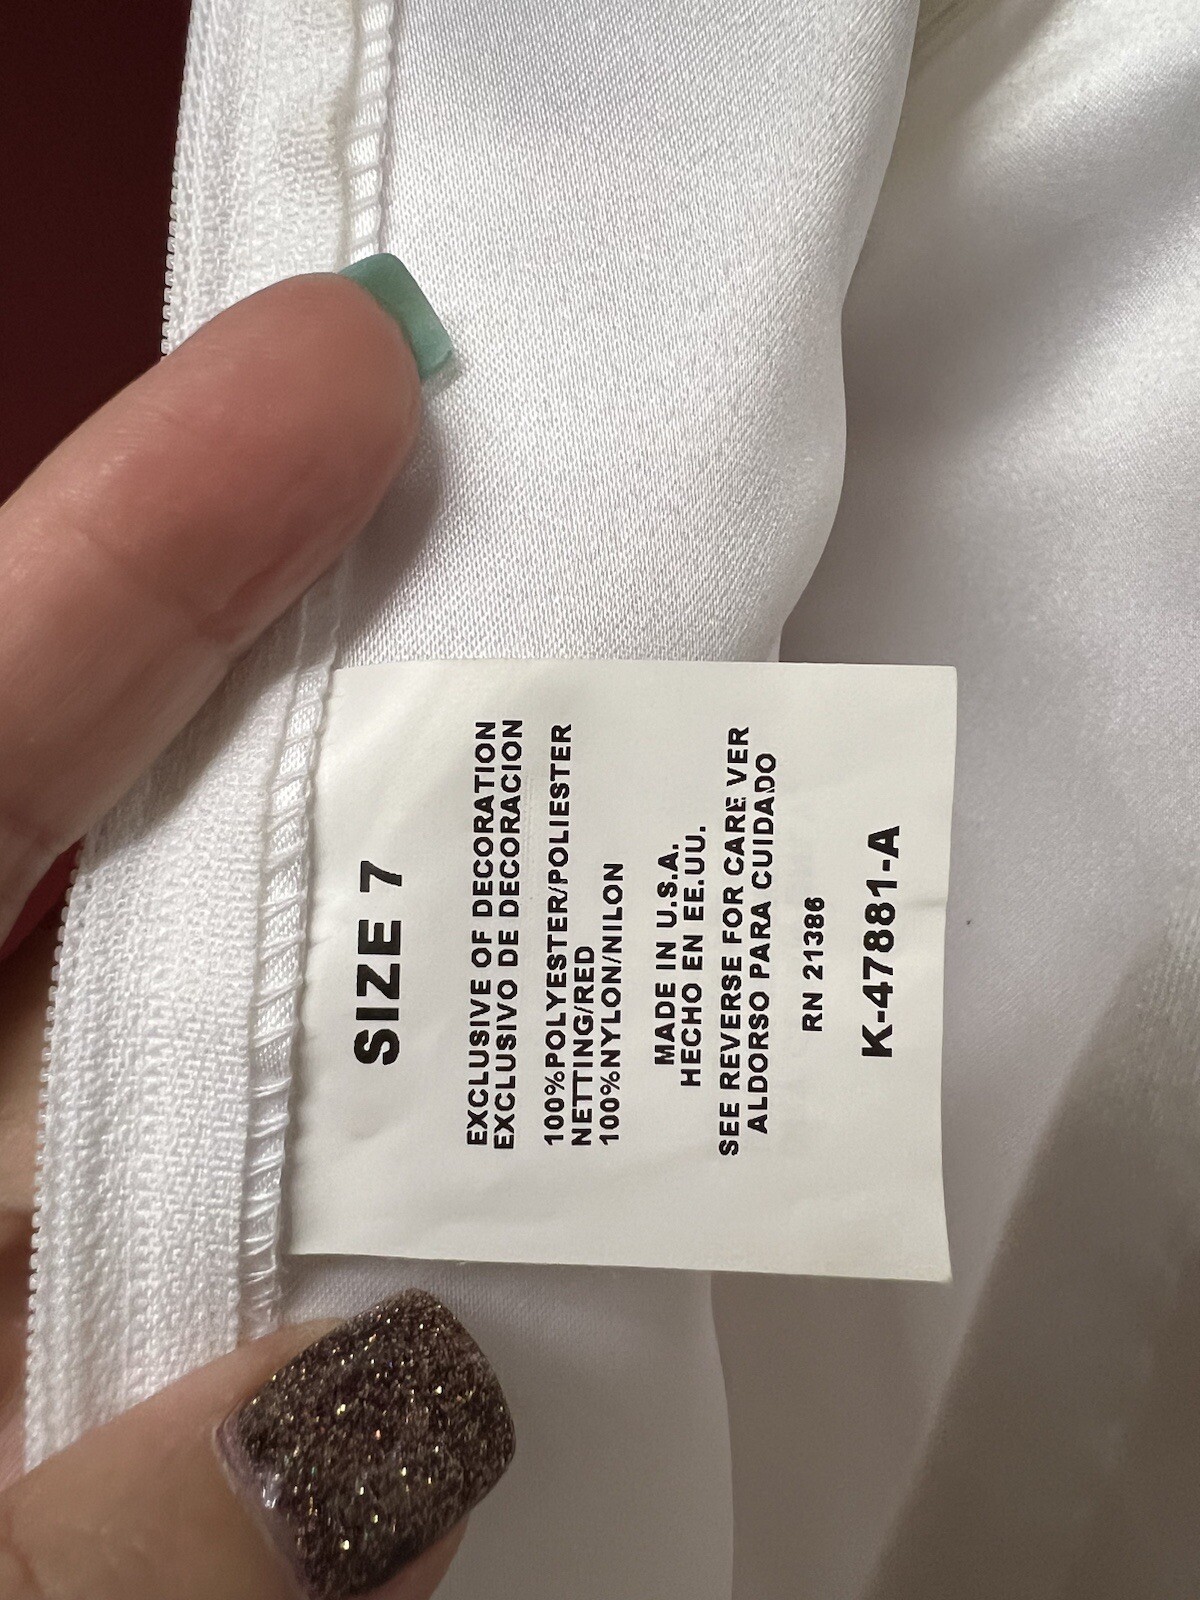 SIZE 7
EXCLUSIVE OF DECORATION
EXCLUSIVO DE DECORACION
100%POLYESTER/POLIESTER
NETTING/RED
100%NYLON/NILON
MADE IN U.S.A.
HECHO EN EE.UU.
SEE REVERSE FOR CARE VER
ALDORSO PARA CUIDADO
RN 21386
K-47881-A